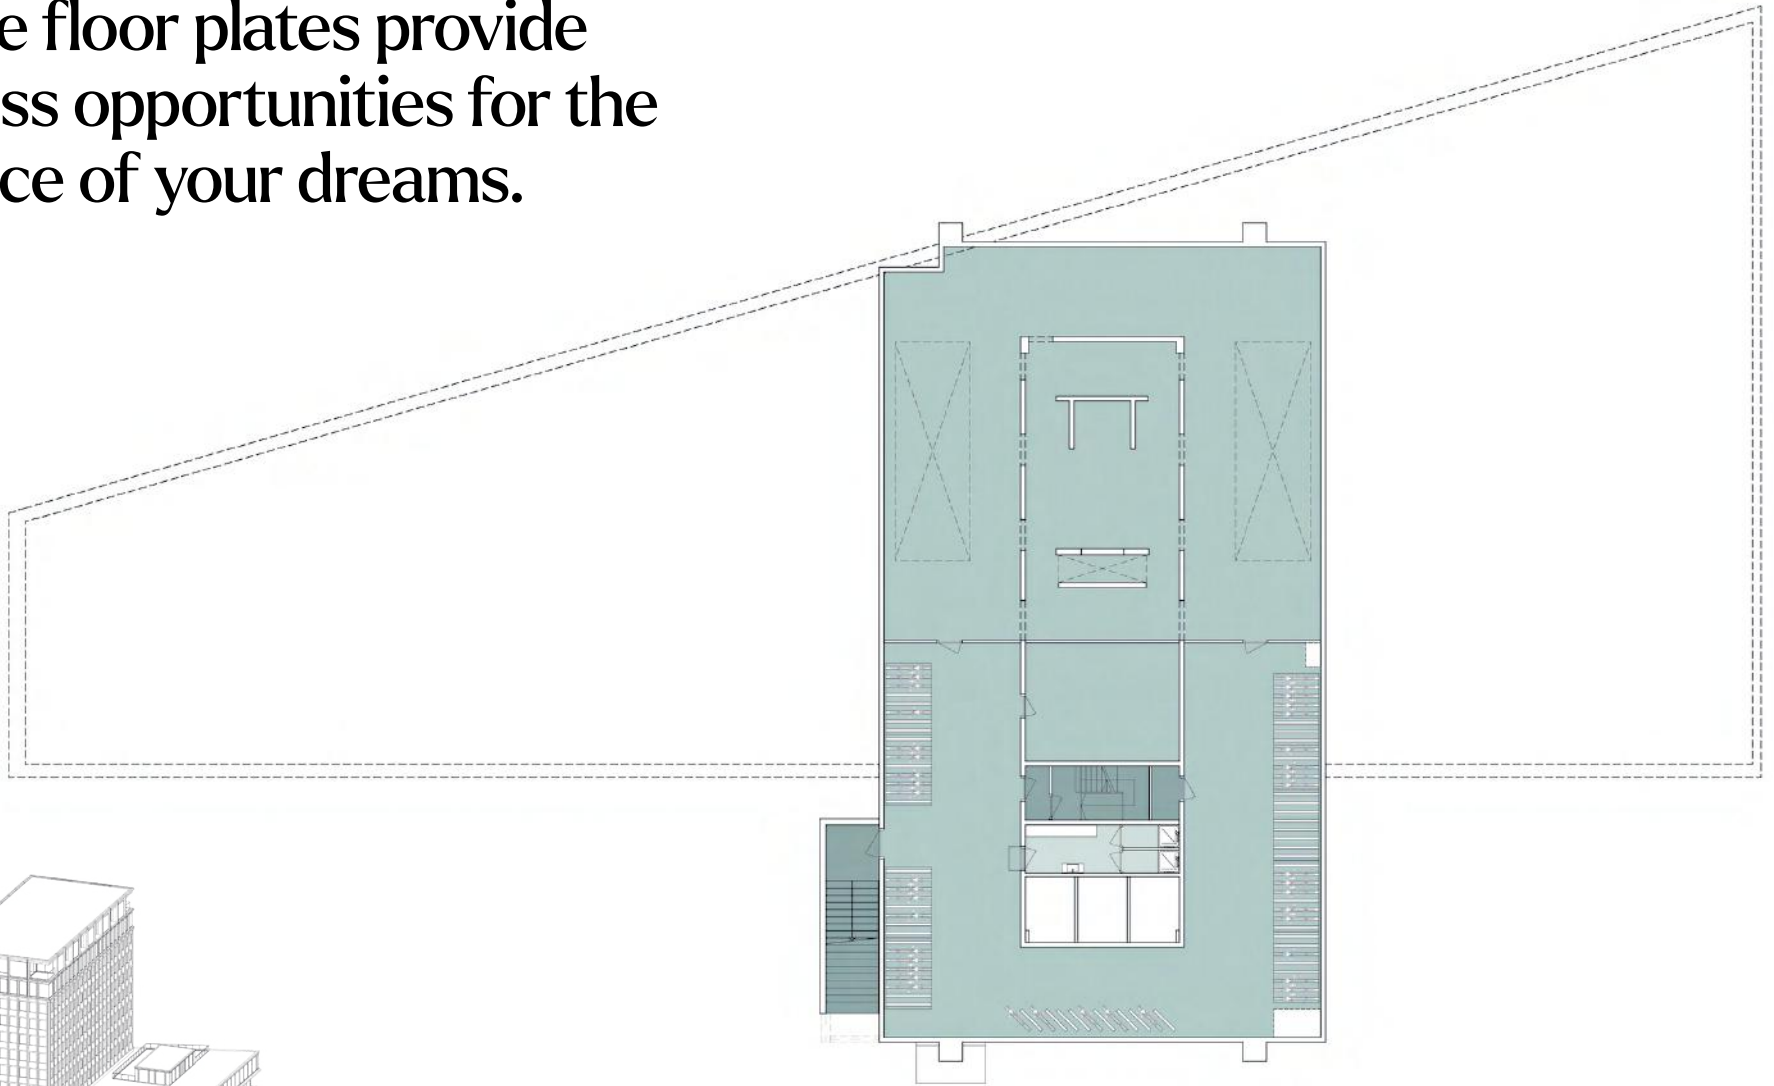 e floor plates provide
ss opportunities for the
ce of your dreams.